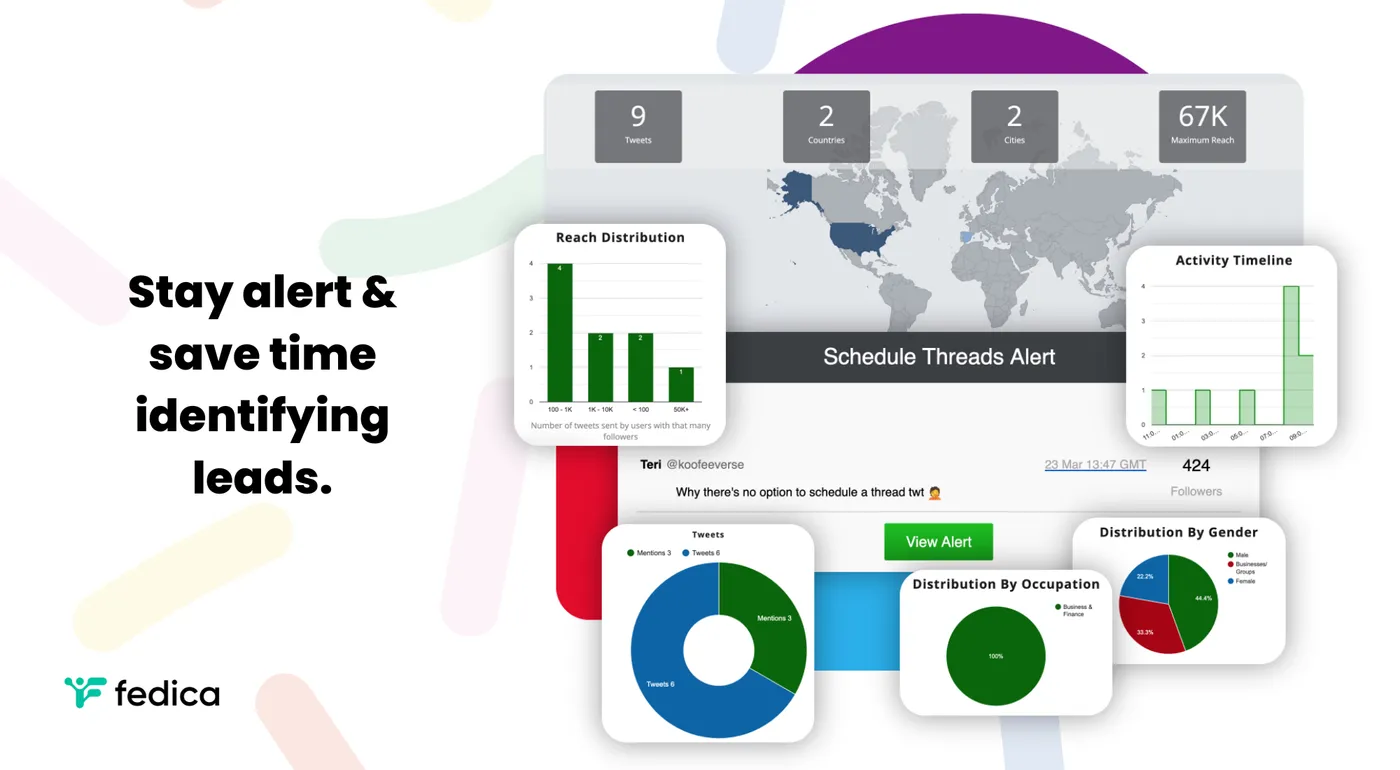 Stay alert &
save time
identifying
leads.
fedica
9
Tweets
2
Countries
2
Cities
67K
Maximum Reach
Reach Distribution
4
3
2
1
0
4
2
2
1
100 - 1K
1K - 10K
< 100
50K+
Number of tweets sent by users with that many
followers
Activity Timeline
4
3
2
1
0
11:0...
01:0...
03:0...
05:0...
07:0...
09:0...
Schedule Threads Alert
Teri @koofeeverse
23 Mar 13:47 GMT
424
Followers
Why there's no option to schedule a thread twt 🤦
View Alert
Tweets
Mentions 3
Tweets 6
Mentions 3
Tweets 6
Distribution By Occupation
Business &
Finance
100%
Distribution By Gender
Male
Businesses/
Groups
Female
22.2%
44.4%
33.3%